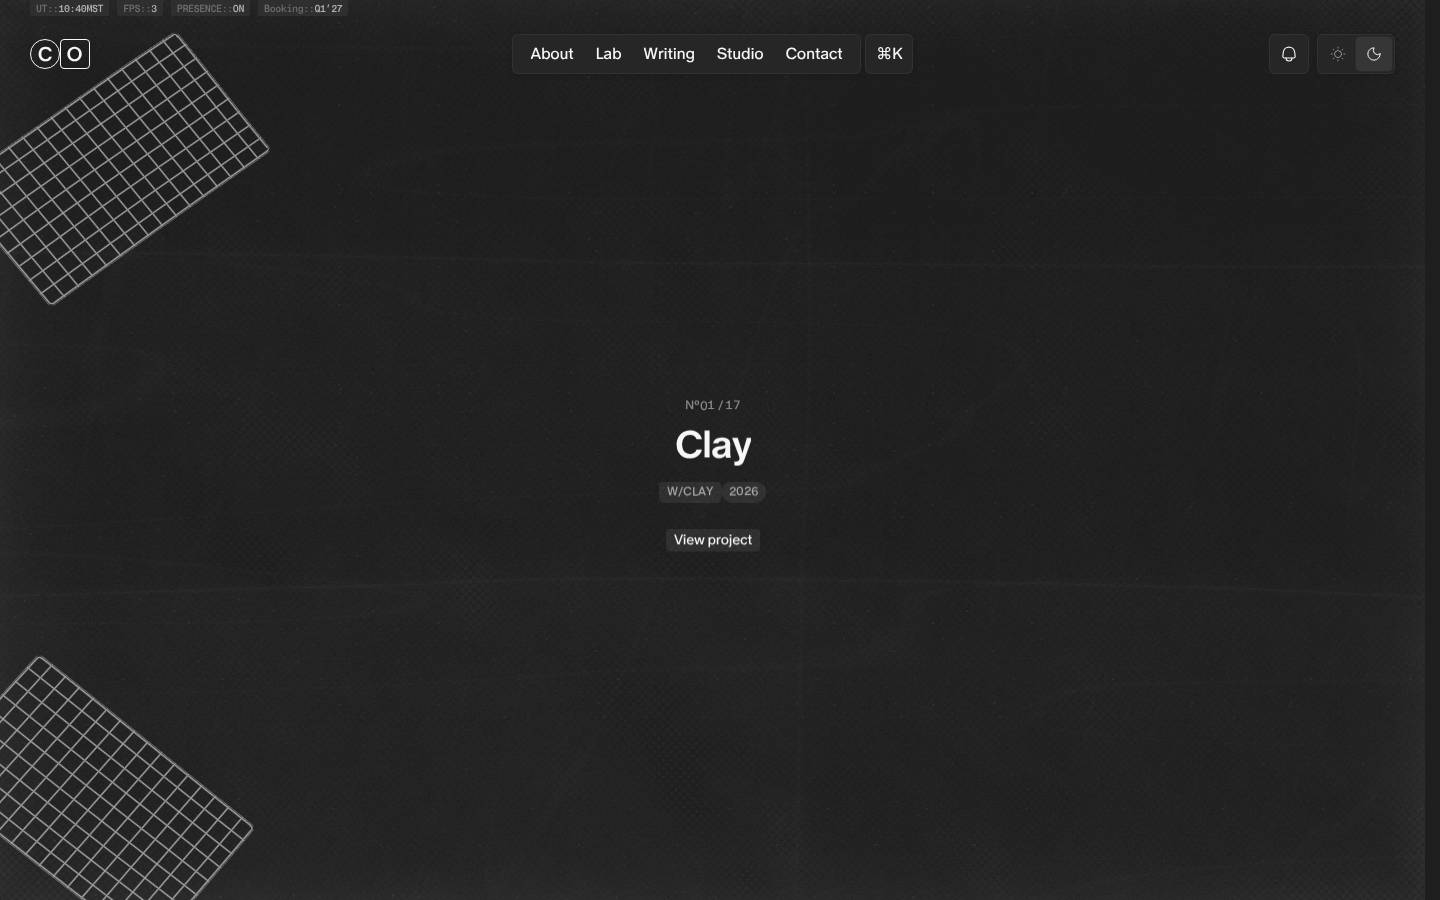 UT::10:40MST FPS::3 PRESENCE::ON Booking::Q1'27
CO
About Lab Writing Studio Contact ⌘K
Nº01/17
Clay
W/CLAY 2026
View project